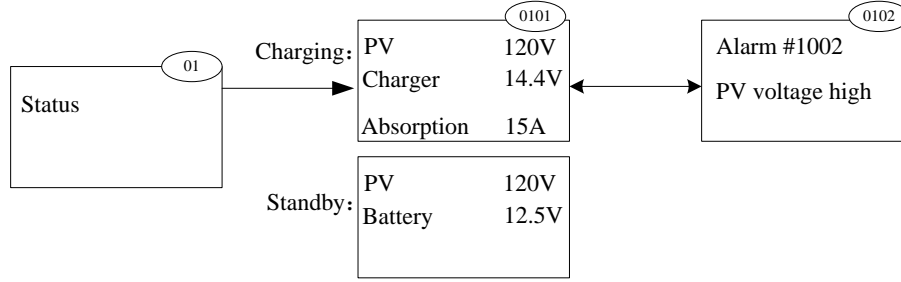 01
Status
Charging：
0101
PV 120V
Charger 14.4V
Absorption 15A
Standby：
PV 120V
Battery 12.5V
0102
Alarm #1002
PV voltage high